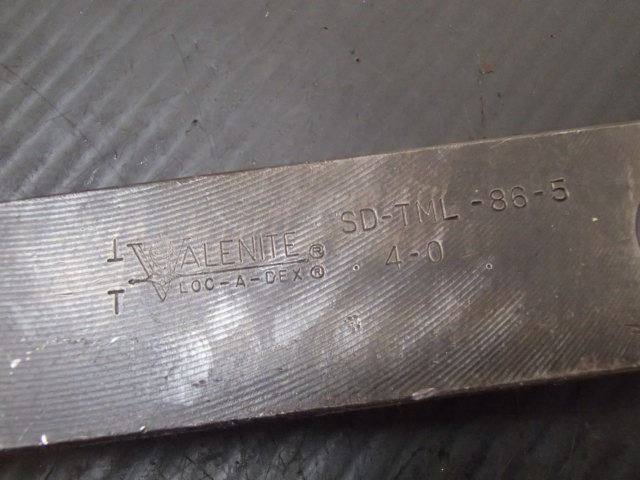 VALENITE®
LOC-A-DEX®
SD-TML-86-5
4-0